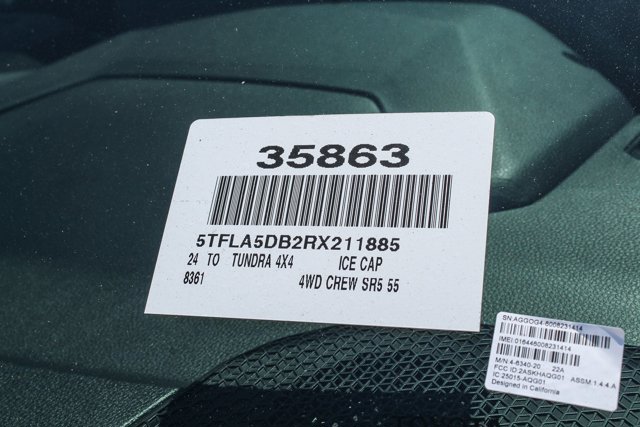 35863
5TFLA5DB2RX211885
24 TO TUNDRA 4X4 ICE CAP
8361 4WD CREW SR5 55
SN:AGGOG4-5008231414
IMEI:016446008231414
M/N 4-6340-20 22A
FCC ID:2ASKHAQG01 ASSM:1.4.4.A
IC 25015-AQG01
Designed in California